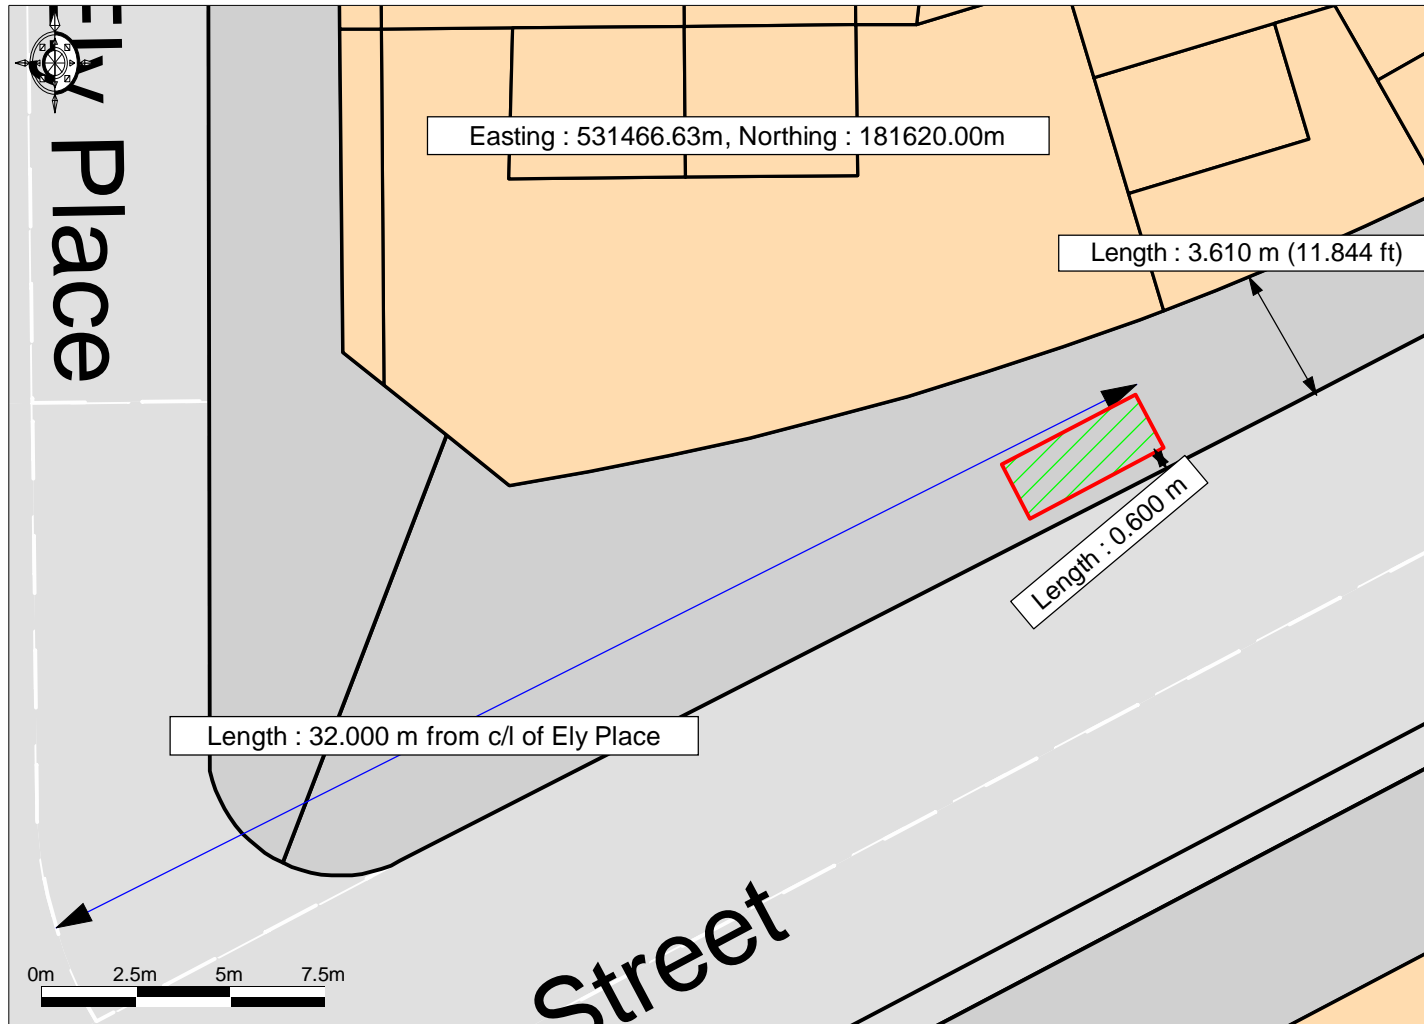 Ely Place
Easting : 531466.63m, Northing : 181620.00m
Length : 3.610 m (11.844 ft)
Length : 0.600 m
Length : 32.000 m from c/l of Ely Place
0m 2.5m 5m 7.5m
Street